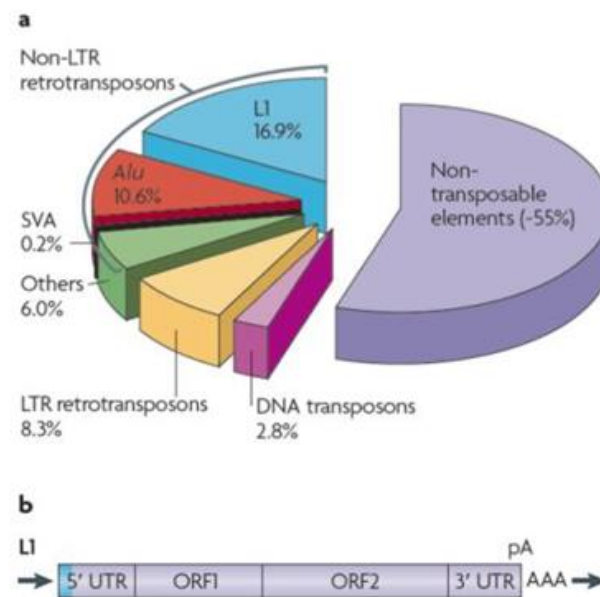 a
Non-LTR
retrotransposons
L1
16.9%
Alu
10.6%
SVA
0.2%
Others
6.0%
LTR retrotransposons
8.3%
DNA transposons
2.8%
Non-
transposable
elements (-55%)
b
L1
pA
5′ UTR ORF1 ORF2 3′ UTR AAA